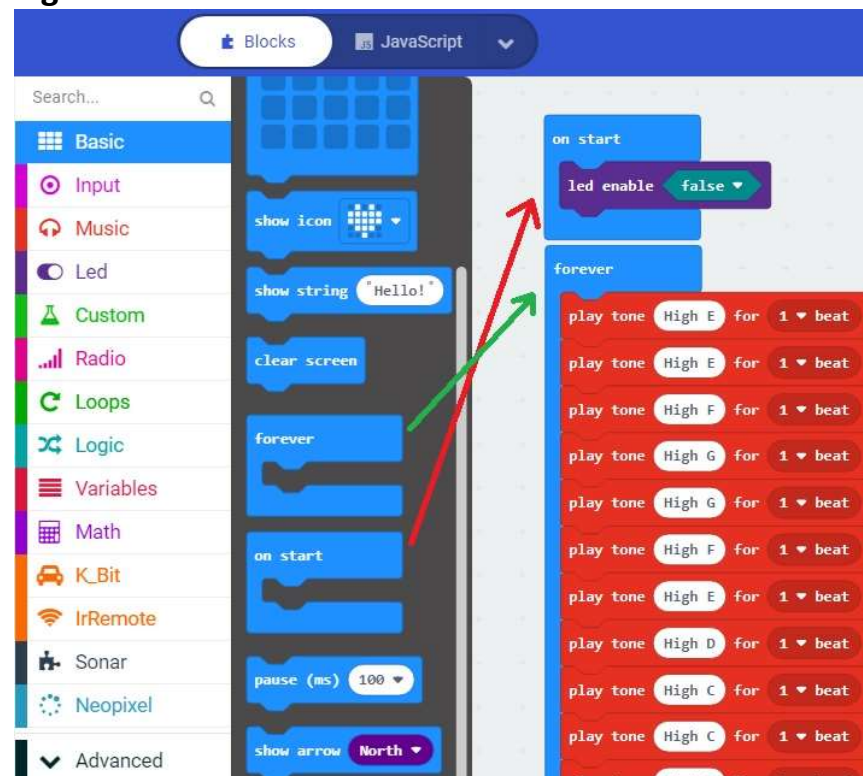 Blocks
JavaScript
Search...
Basic
Input
Music
Led
Custom
Radio
Loops
Logic
Variables
Math
K_Bit
IrRemote
Sonar
Neopixel
Advanced
show icon
show string "Hello!"
clear screen
forever
on start
pause (ms) 100
show arrow North
on start
led enable false
forever
play tone High E for 1 beat
play tone High E for 1 beat
play tone High F for 1 beat
play tone High G for 1 beat
play tone High G for 1 beat
play tone High F for 1 beat
play tone High E for 1 beat
play tone High D for 1 beat
play tone High C for 1 beat
play tone High C for 1 beat